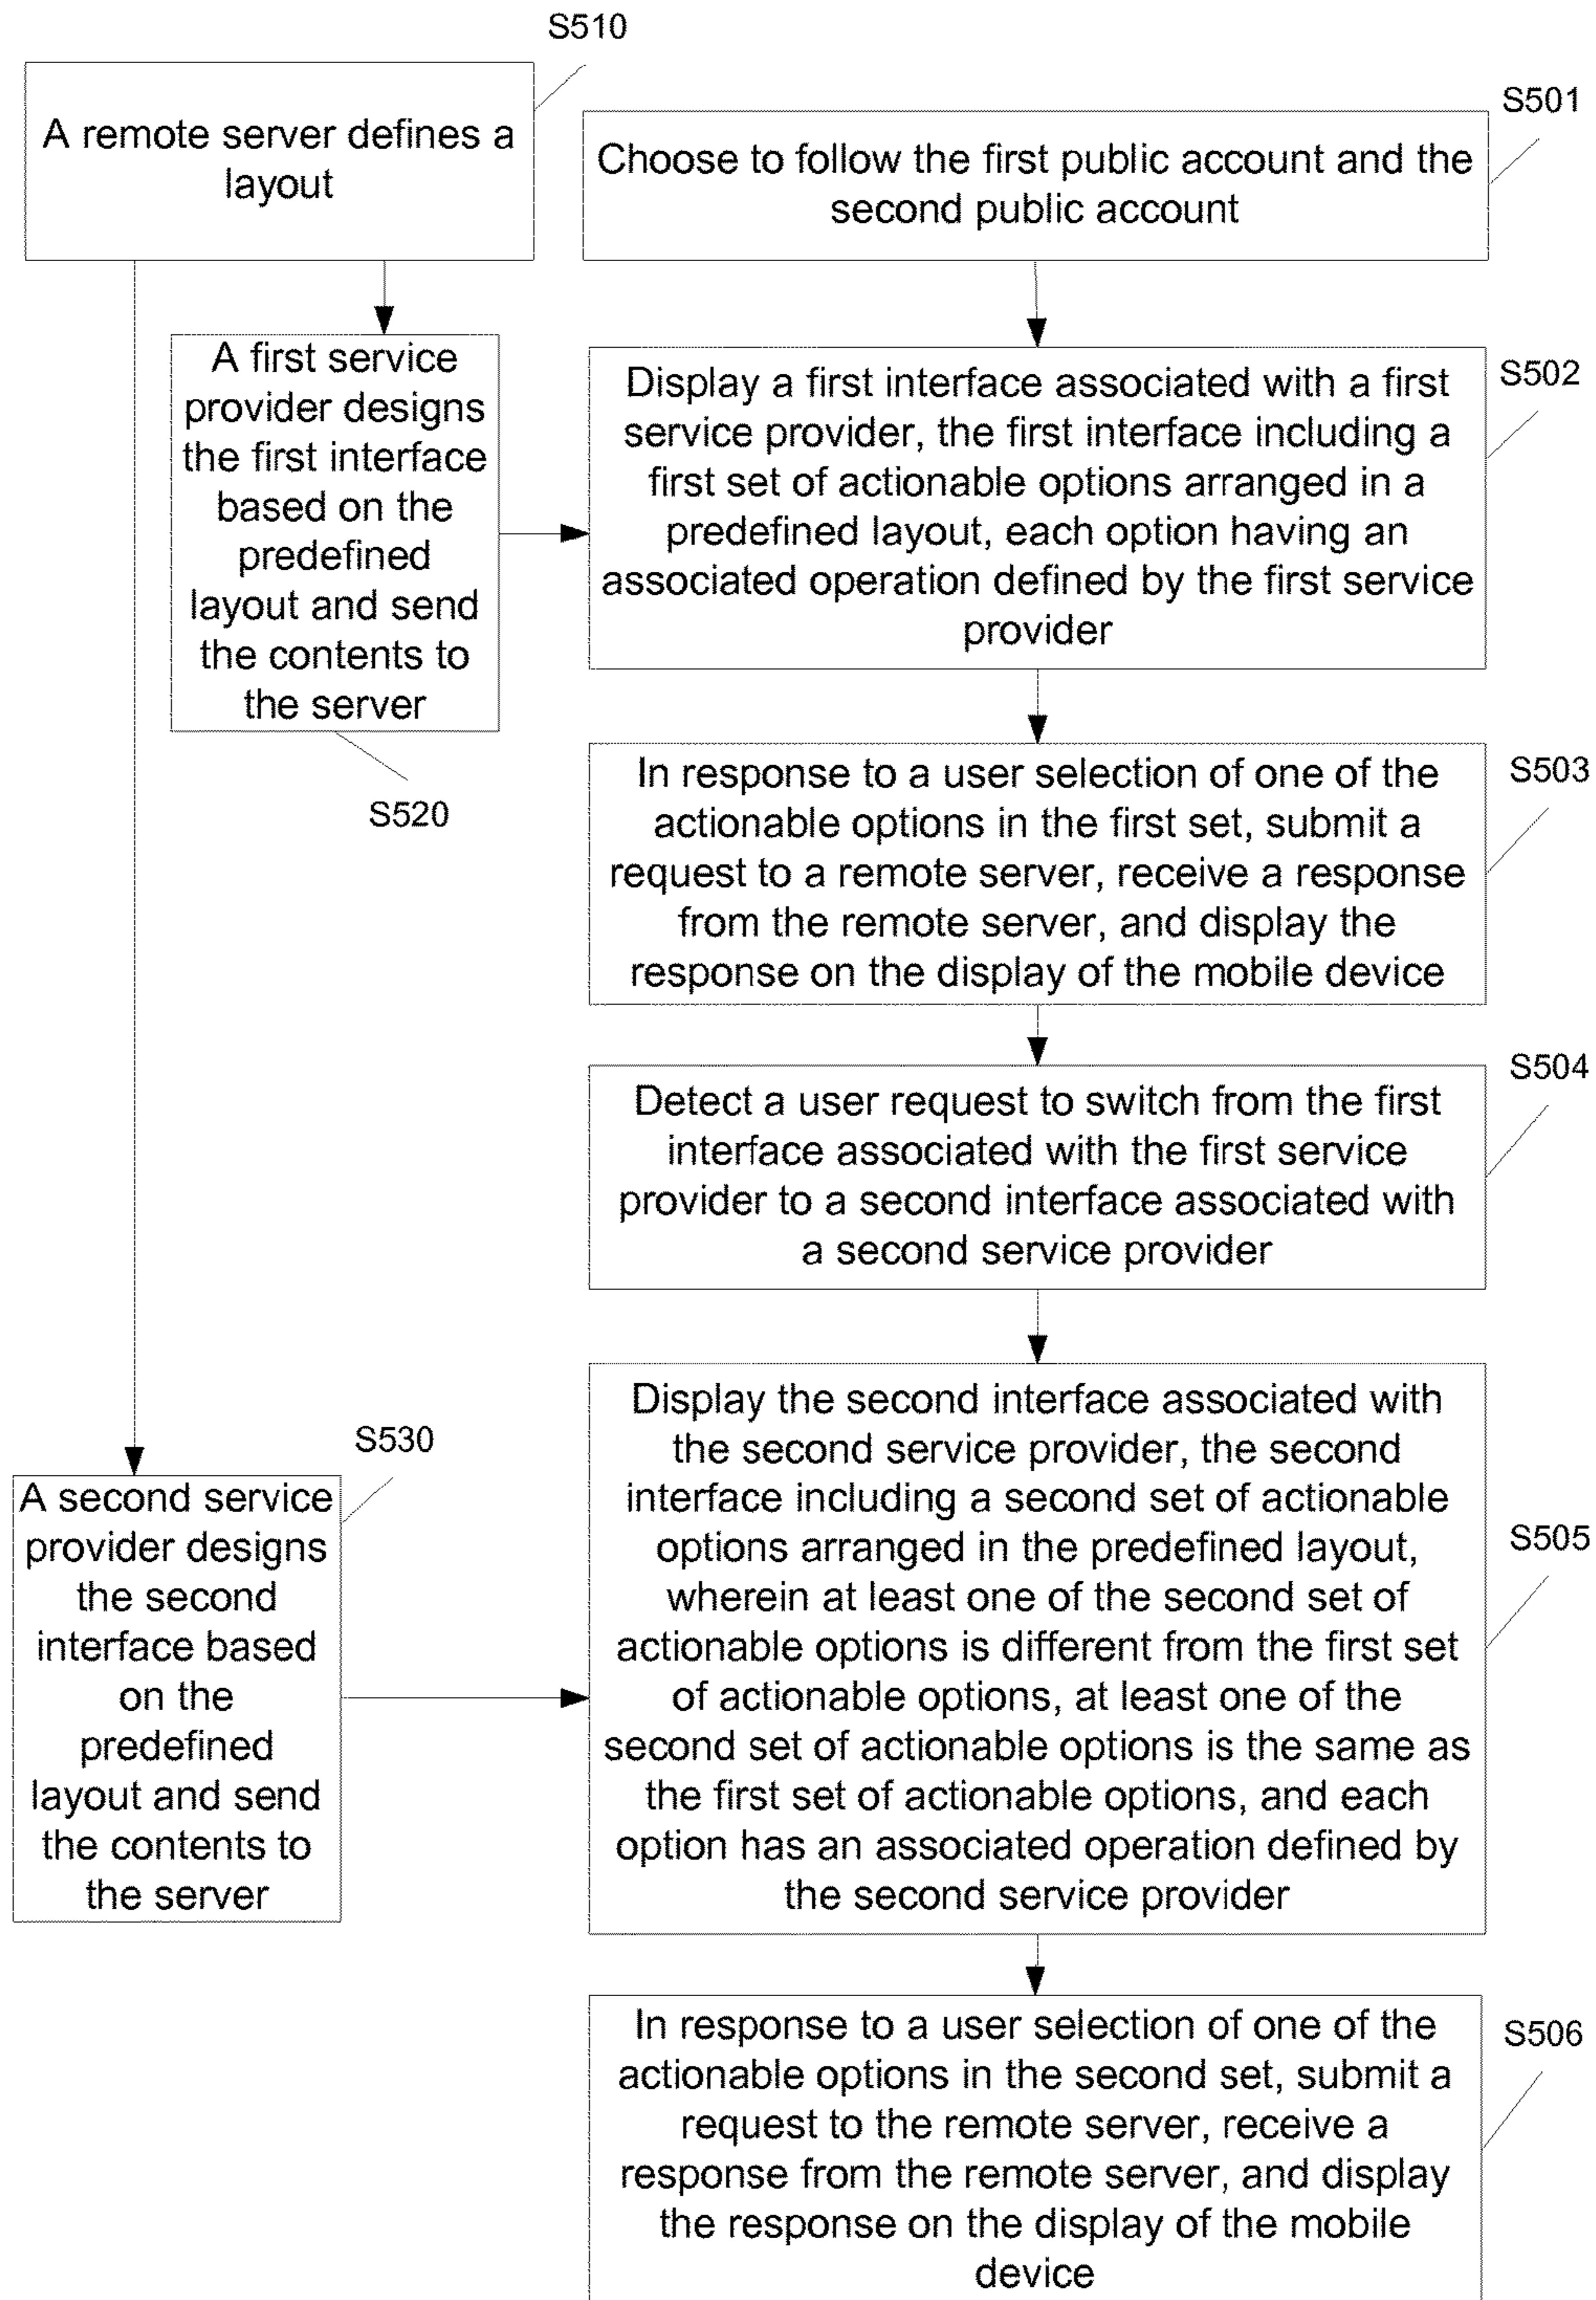 S510
A remote server defines a
layout
S501
Choose to follow the first public account and the
second public account
A first service
provider designs
the first interface
based on the
predefined
layout and send
the contents to
the server
S520
S502
Display a first interface associated with a first
service provider, the first interface including a
first set of actionable options arranged in a
predefined layout, each option having an
associated operation defined by the first service
provider
S503
In response to a user selection of one of the
actionable options in the first set, submit a
request to a remote server, receive a response
from the remote server, and display the
response on the display of the mobile device
S504
Detect a user request to switch from the first
interface associated with the first service
provider to a second interface associated with
a second service provider
S530
A second service
provider designs
the second
interface based
on the
predefined
layout and send
the contents to
the server
S505
Display the second interface associated with
the second service provider, the second
interface including a second set of actionable
options arranged in the predefined layout,
wherein at least one of the second set of
actionable options is different from the first set
of actionable options, at least one of the
second set of actionable options is the same as
the first set of actionable options, and each
option has an associated operation defined by
the second service provider
S506
In response to a user selection of one of the
actionable options in the second set, submit a
request to the remote server, receive a
response from the remote server, and display
the response on the display of the mobile
device